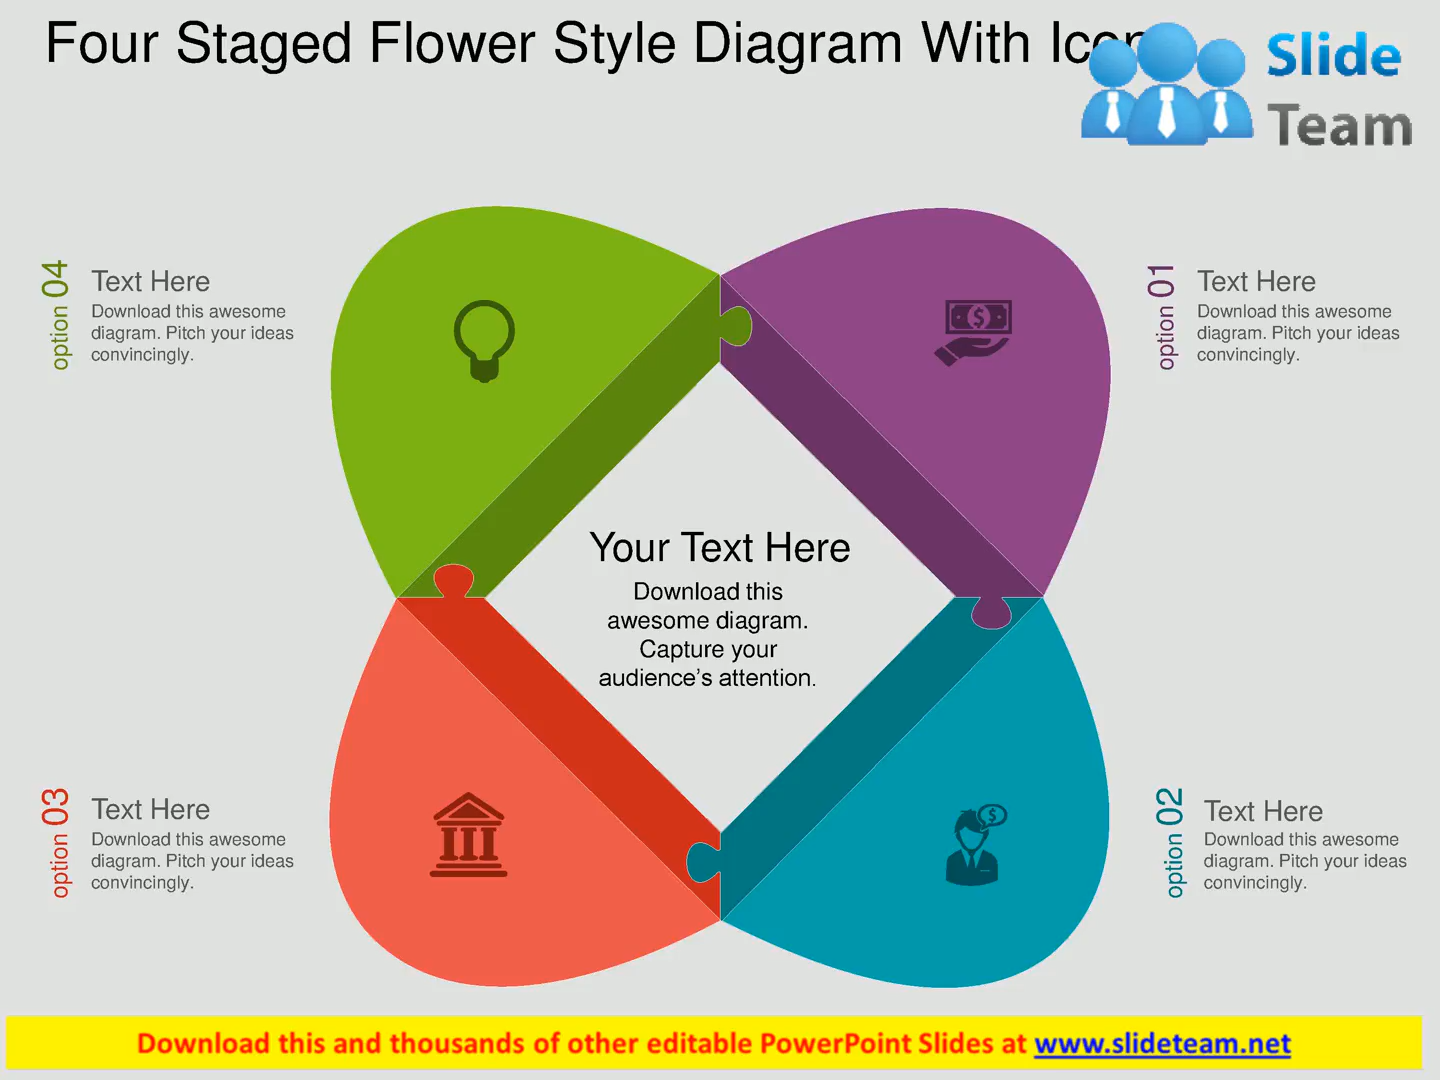 Four Staged Flower Style Diagram With Icon
Slide
Team
option 04
Text Here
Download this awesome
diagram. Pitch your ideas
convincingly.
option 01
Text Here
Download this awesome
diagram. Pitch your ideas
convincingly.
$
Your Text Here
Download this
awesome diagram.
Capture your
audience’s attention.
option 03
Text Here
Download this awesome
diagram. Pitch your ideas
convincingly.
option 02
Text Here
Download this awesome
diagram. Pitch your ideas
convincingly.
$
Download this and thousands of other editable PowerPoint Slides at www.slideteam.net